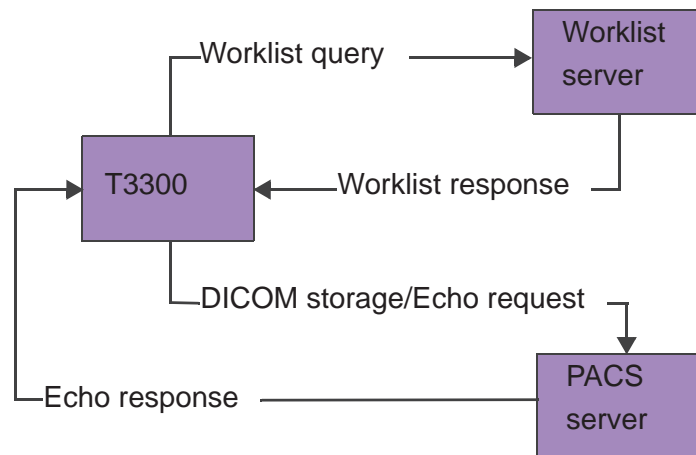 Worklist query
Worklist
server
T3300
Worklist response
DICOM storage/Echo request
PACS
server
Echo response